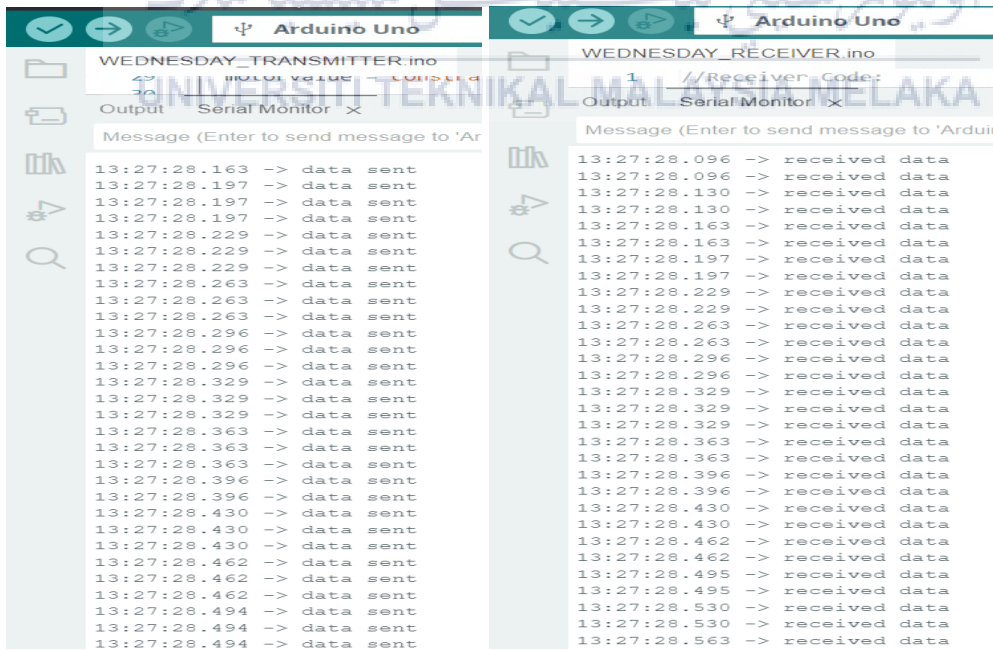 Arduino Uno
WEDNESDAY_TRANSMITTER.ino
29 motorValue = constra
Output Serial Monitor ×
Message (Enter to send message to 'Ar
13:27:28.163 -> data sent
13:27:28.197 -> data sent
13:27:28.197 -> data sent
13:27:28.197 -> data sent
13:27:28.229 -> data sent
13:27:28.229 -> data sent
13:27:28.229 -> data sent
13:27:28.263 -> data sent
13:27:28.263 -> data sent
13:27:28.263 -> data sent
13:27:28.296 -> data sent
13:27:28.296 -> data sent
13:27:28.296 -> data sent
13:27:28.329 -> data sent
13:27:28.329 -> data sent
13:27:28.329 -> data sent
13:27:28.363 -> data sent
13:27:28.363 -> data sent
13:27:28.363 -> data sent
13:27:28.396 -> data sent
13:27:28.396 -> data sent
13:27:28.430 -> data sent
13:27:28.430 -> data sent
13:27:28.430 -> data sent
13:27:28.462 -> data sent
13:27:28.462 -> data sent
13:27:28.462 -> data sent
13:27:28.494 -> data sent
13:27:28.494 -> data sent
13:27:28.494 -> data sent
Arduino Uno
WEDNESDAY_RECEIVER.ino
1 //Receiver Code:
Output Serial Monitor ×
Message (Enter to send message to 'Ardui
13:27:28.096 -> received data
13:27:28.096 -> received data
13:27:28.130 -> received data
13:27:28.130 -> received data
13:27:28.163 -> received data
13:27:28.163 -> received data
13:27:28.197 -> received data
13:27:28.197 -> received data
13:27:28.229 -> received data
13:27:28.229 -> received data
13:27:28.263 -> received data
13:27:28.263 -> received data
13:27:28.296 -> received data
13:27:28.296 -> received data
13:27:28.329 -> received data
13:27:28.329 -> received data
13:27:28.329 -> received data
13:27:28.363 -> received data
13:27:28.363 -> received data
13:27:28.396 -> received data
13:27:28.396 -> received data
13:27:28.430 -> received data
13:27:28.430 -> received data
13:27:28.462 -> received data
13:27:28.462 -> received data
13:27:28.495 -> received data
13:27:28.495 -> received data
13:27:28.530 -> received data
13:27:28.530 -> received data
13:27:28.563 -> received data
UNIVERSITI TEKNIKAL MALAYSIA MELAKA